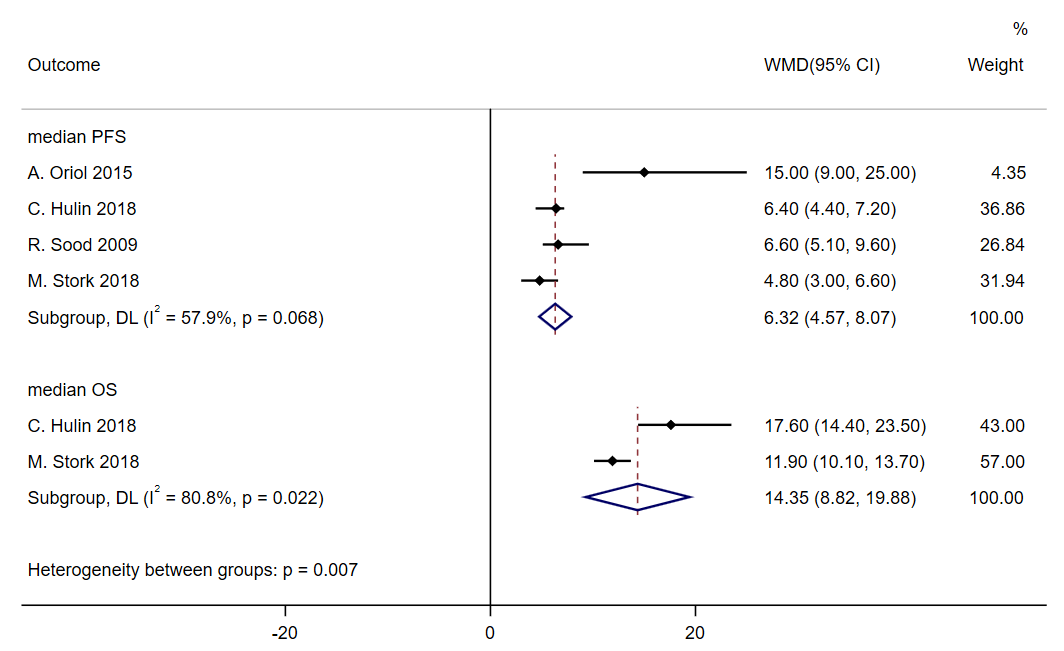 %
Outcome WMD(95% CI) Weight
median PFS
A. Oriol 2015 15.00 (9.00, 25.00) 4.35
C. Hulin 2018 6.40 (4.40, 7.20) 36.86
R. Sood 2009 6.60 (5.10, 9.60) 26.84
M. Stork 2018 4.80 (3.00, 6.60) 31.94
Subgroup, DL (I² = 57.9%, p = 0.068) 6.32 (4.57, 8.07) 100.00
median OS
C. Hulin 2018 17.60 (14.40, 23.50) 43.00
M. Stork 2018 11.90 (10.10, 13.70) 57.00
Subgroup, DL (I² = 80.8%, p = 0.022) 14.35 (8.82, 19.88) 100.00
Heterogeneity between groups: p = 0.007
-20 0 20